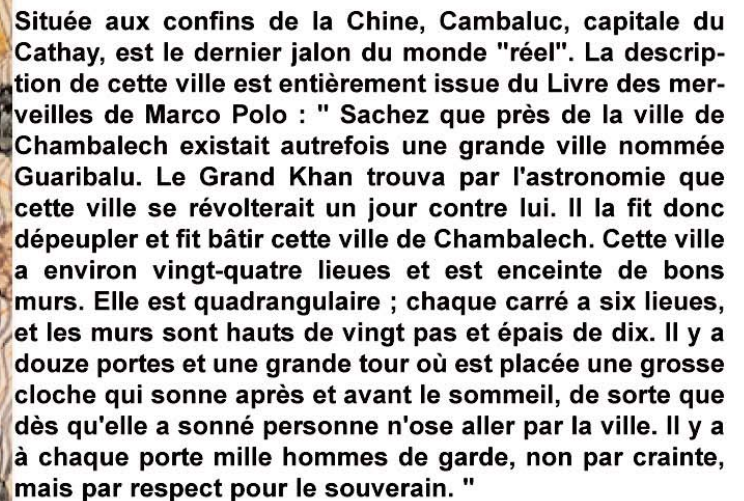 Située aux confins de la Chine, Cambaluc, capitale du
Cathay, est le dernier jalon du monde "réel". La descrip-
tion de cette ville est entièrement issue du Livre des mer-
veilles de Marco Polo : " Sachez que près de la ville de
Chambalech existait autrefois une grande ville nommée
Guaribalu. Le Grand Khan trouva par l'astronomie que
cette ville se révolterait un jour contre lui. Il la fit donc
dépeupler et fit bâtir cette ville de Chambalech. Cette ville
a environ vingt-quatre lieues et est enceinte de bons
murs. Elle est quadrangulaire ; chaque carré a six lieues,
et les murs sont hauts de vingt pas et épais de dix. Il y a
douze portes et une grande tour où est placée une grosse
cloche qui sonne après et avant le sommeil, de sorte que
dès qu'elle a sonné personne n'ose aller par la ville. Il y a
à chaque porte mille hommes de garde, non par crainte,
mais par respect pour le souverain. "